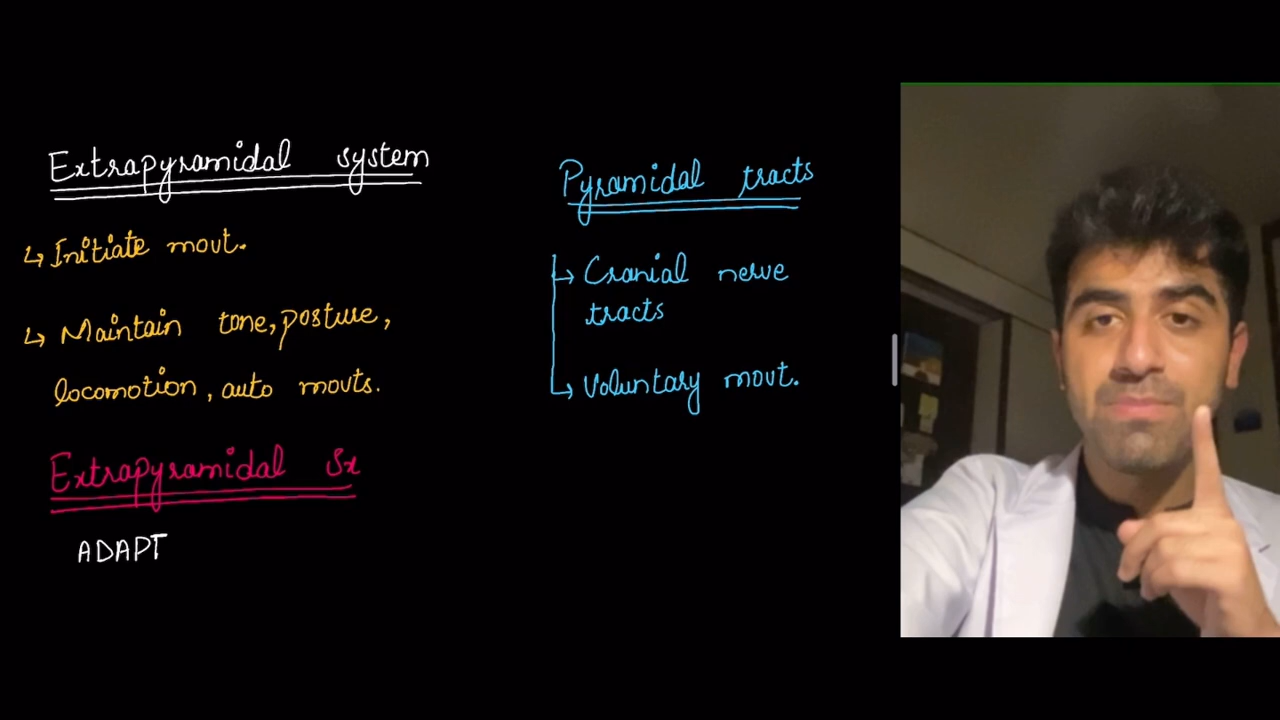 Extrapyramidal system
↳ Initiate movt.
↳ Maintain tone, posture,
locomotion, auto movts.
Extrapyramidal Sx
ADAPT
Pyramidal tracts
→ Cranial nerve
tracts
↳ Voluntary movt.